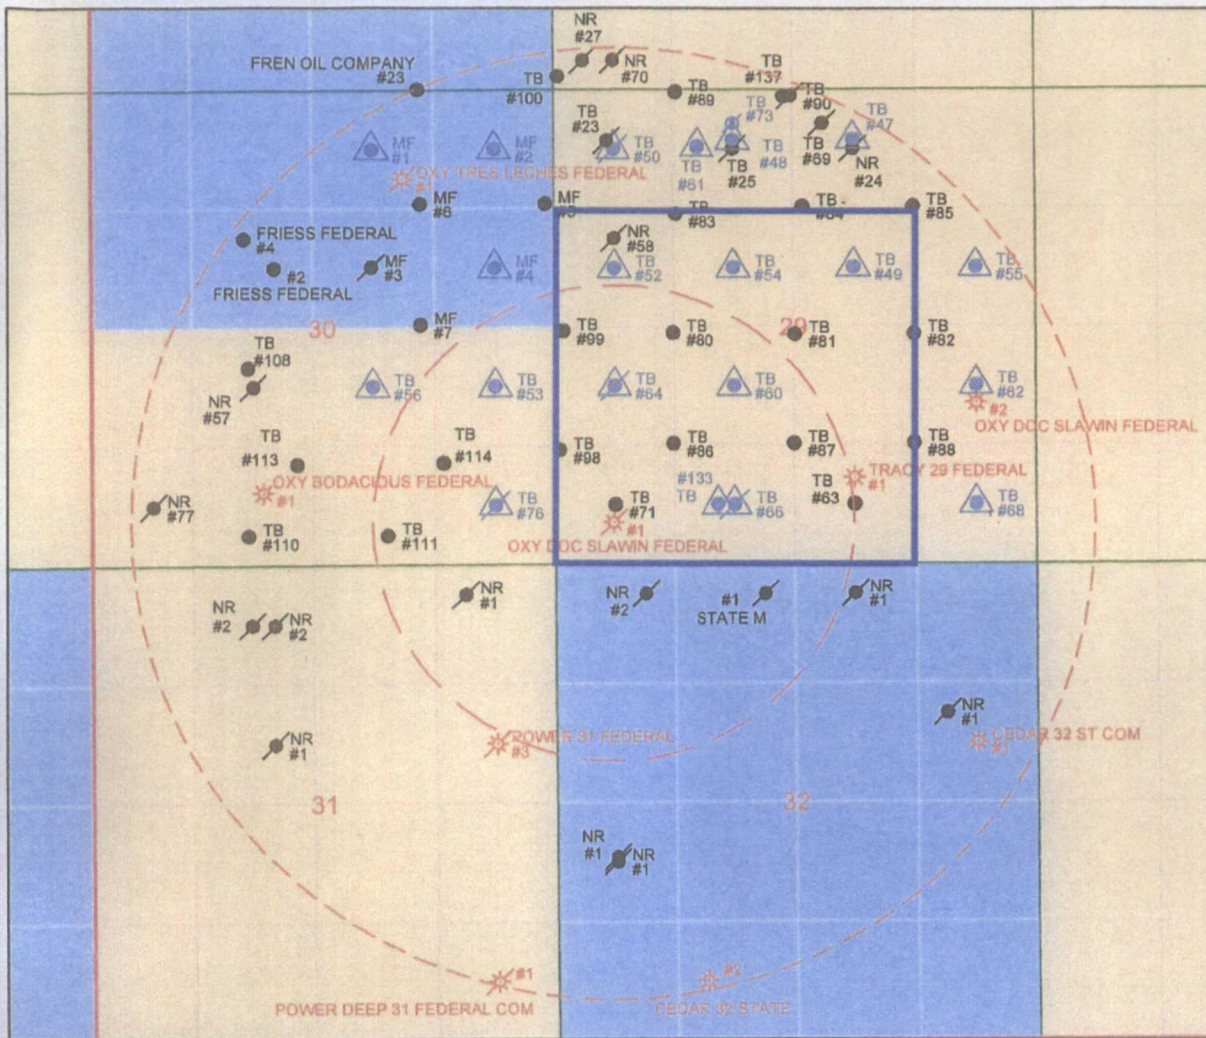 NR
#27
FREN OIL COMPANY
#23
TB
#100
NR
#70
TB
#137
TB
#89
TB
#90
TB
#73
TB
#47
TB
#23
MF
#1
MF
#2
TB
#50
TB
#61
TB
#25
TB
#48
TB
#69
NR
#24
OXY TRES LECHES FEDERAL
#1
MF
#6
MF
#5
TB
#83
TB
#84
TB
#85
FRIESS FEDERAL
#4
NR
#58
#2
FRIESS FEDERAL
MF
#3
MF
#4
TB
#52
TB
#54
TB
#49
TB
#55
30
MF
#7
29
TB
#99
TB
#80
TB
#81
TB
#82
TB
#108
NR
#57
TB
#56
TB
#53
TB
#64
TB
#60
TB
#62
#2
OXY DOC SLAWIN FEDERAL
TB
#113
TB
#114
TB
#98
TB
#86
TB
#87
TB
#88
OXY BODACIOUS FEDERAL
#1
#133
TB
TRACY 29 FEDERAL
#1
NR
#77
TB
#76
TB
#71
TB
#66
TB
#63
TB
#68
#1
OXY DOC SLAWIN FEDERAL
TB
#110
TB
#111
NR
#1
NR
#2
#1
STATE M
NR
#1
NR
#2
NR
#2
NR
#1
NR
#1
POWER 31 FEDERAL
#3
CEDAR 32 ST COM
#1
31
32
NR
#1
NR
#1
#1
POWER DEEP 31 FEDERAL COM
#2
CEDAR 32 STATE